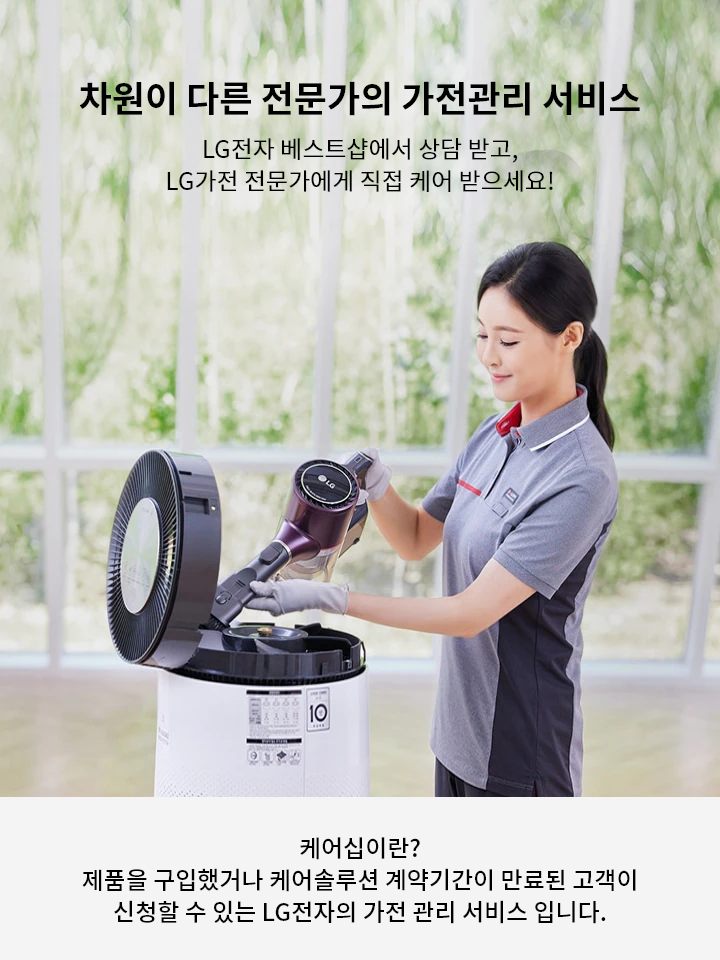 차원이 다른 전문가의 가전관리 서비스
LG전자 베스트샵에서 상담 받고,
LG가전 전문가에게 직접 케어 받으세요!
LG
10
케어십이란?
제품을 구입했거나 케어솔루션 계약기간이 만료된 고객이
신청할 수 있는 LG전자의 가전 관리 서비스 입니다.